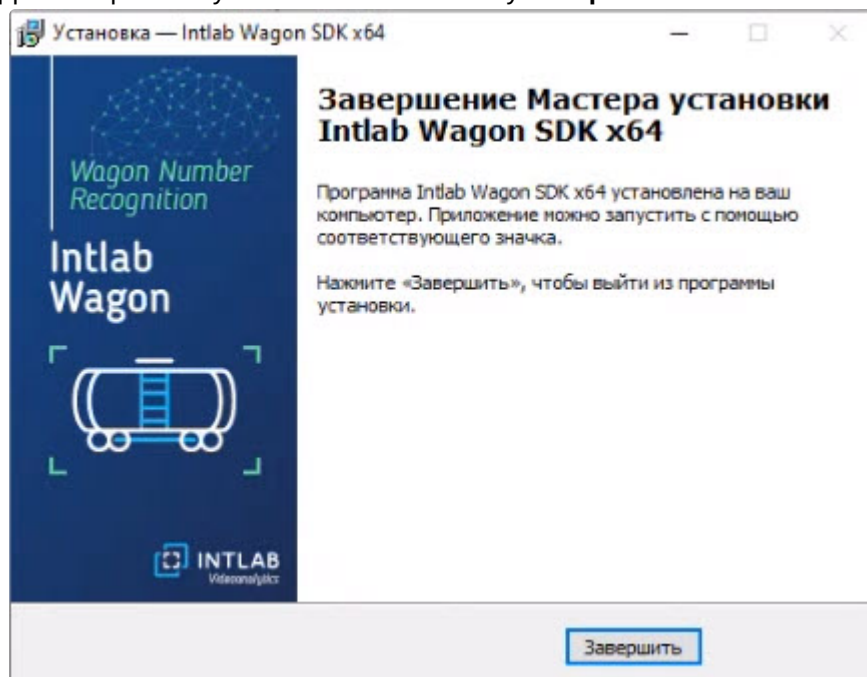 Установка — Intlab Wagon SDK x64
Wagon Number
Recognition
Intlab
Wagon
INTLAB
Videoanalytics
Завершение Мастера установки
Intlab Wagon SDK x64
Программа Intlab Wagon SDK x64 установлена на ваш
компьютер. Приложение можно запустить с помощью
соответствующего значка.
Нажмите «Завершить», чтобы выйти из программы
установки.
Завершить